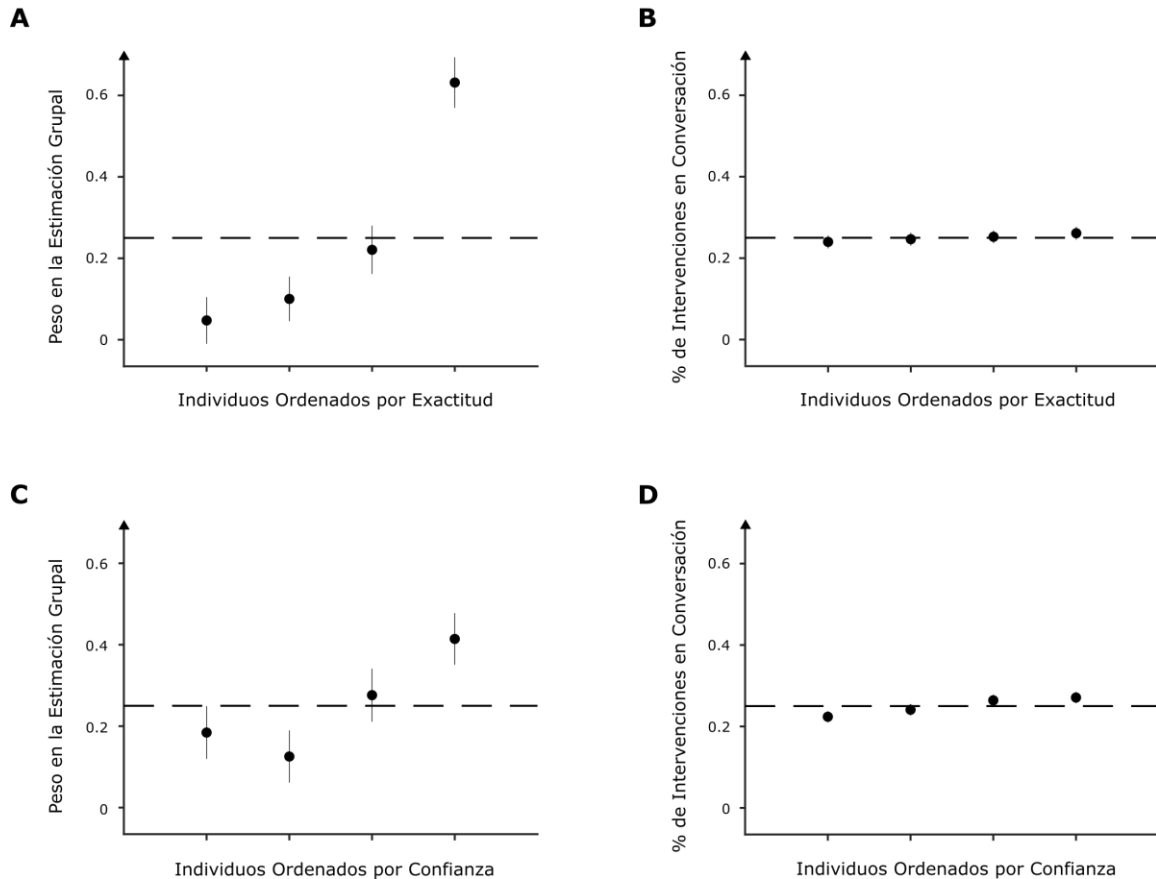 A
Peso en la Estimación Grupal
0.6
0.4
0.2
0
Individuos Ordenados por Exactitud
B
% de Intervenciones en Conversación
0.6
0.4
0.2
0
Individuos Ordenados por Exactitud
C
Peso en la Estimación Grupal
0.6
0.4
0.2
0
Individuos Ordenados por Confianza
D
% de Intervenciones en Conversación
0.6
0.4
0.2
0
Individuos Ordenados por Confianza